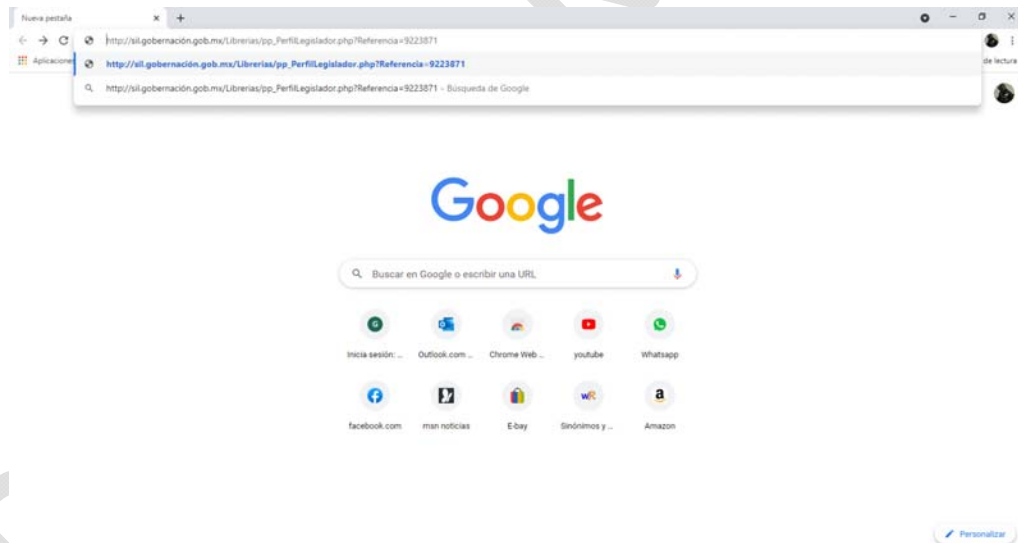 Nueva pestaña
http://sil.gobernación.gob.mx/Librerias/pp_PerfilLegislador.php?Referencia=9223871
Aplicacione
http://sil.gobernación.gob.mx/Librerias/pp_PerfilLegislador.php?Referencia=9223871
de lectura
http://sil.gobernación.gob.mx/Librerias/pp_PerfilLegislador.php?Referencia=9223871 - Búsqueda de Google
Google
Buscar en Google o escribir una URL
G
Inicia sesión: ... Outlook.com ... Chrome Web ... youtube Whatsapp
WR a
facebook.com msn noticias E-bay Sinónimos y ... Amazon
Personalizar